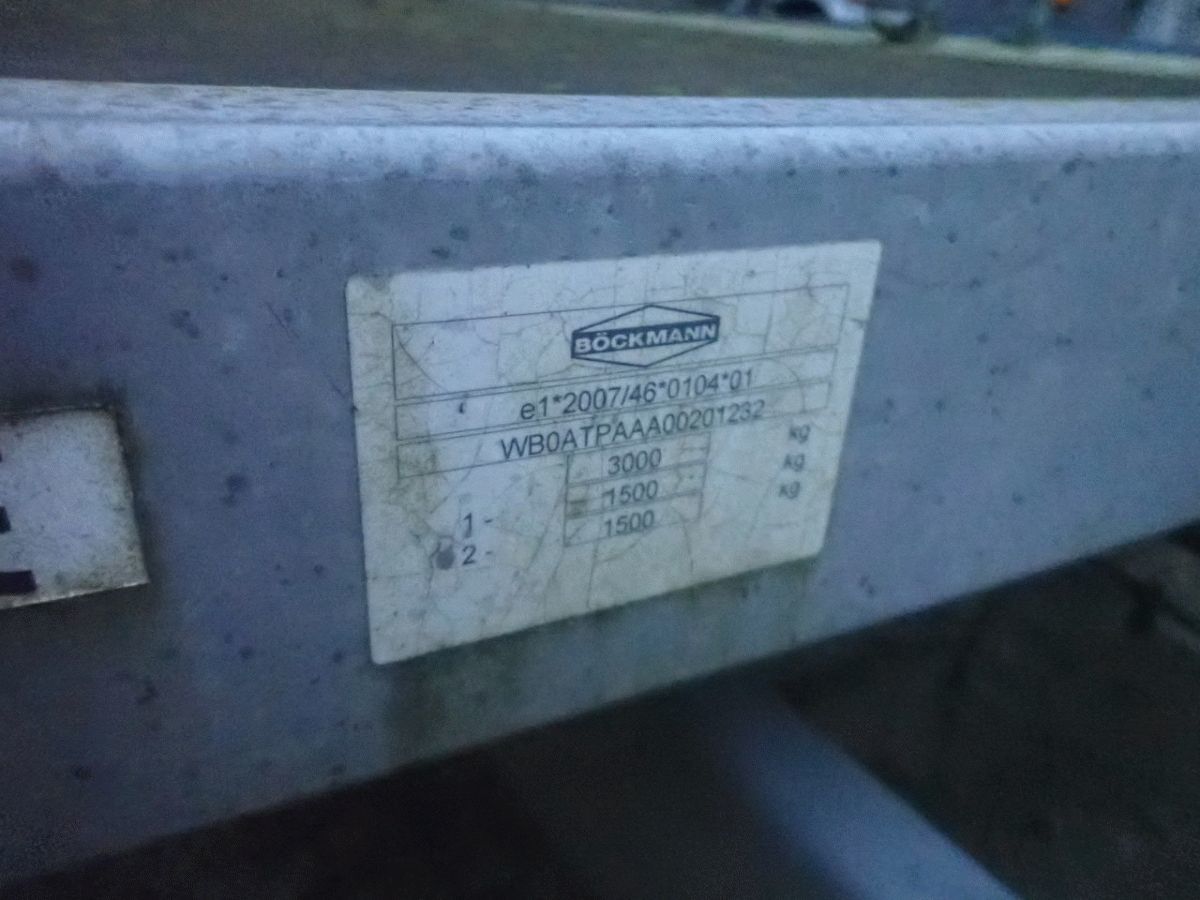 BÖCKMANN
e1*2007/46*0104*01
WB0ATPAAA00201232
3000 kg
1 - 1500 kg
2 - 1500 kg